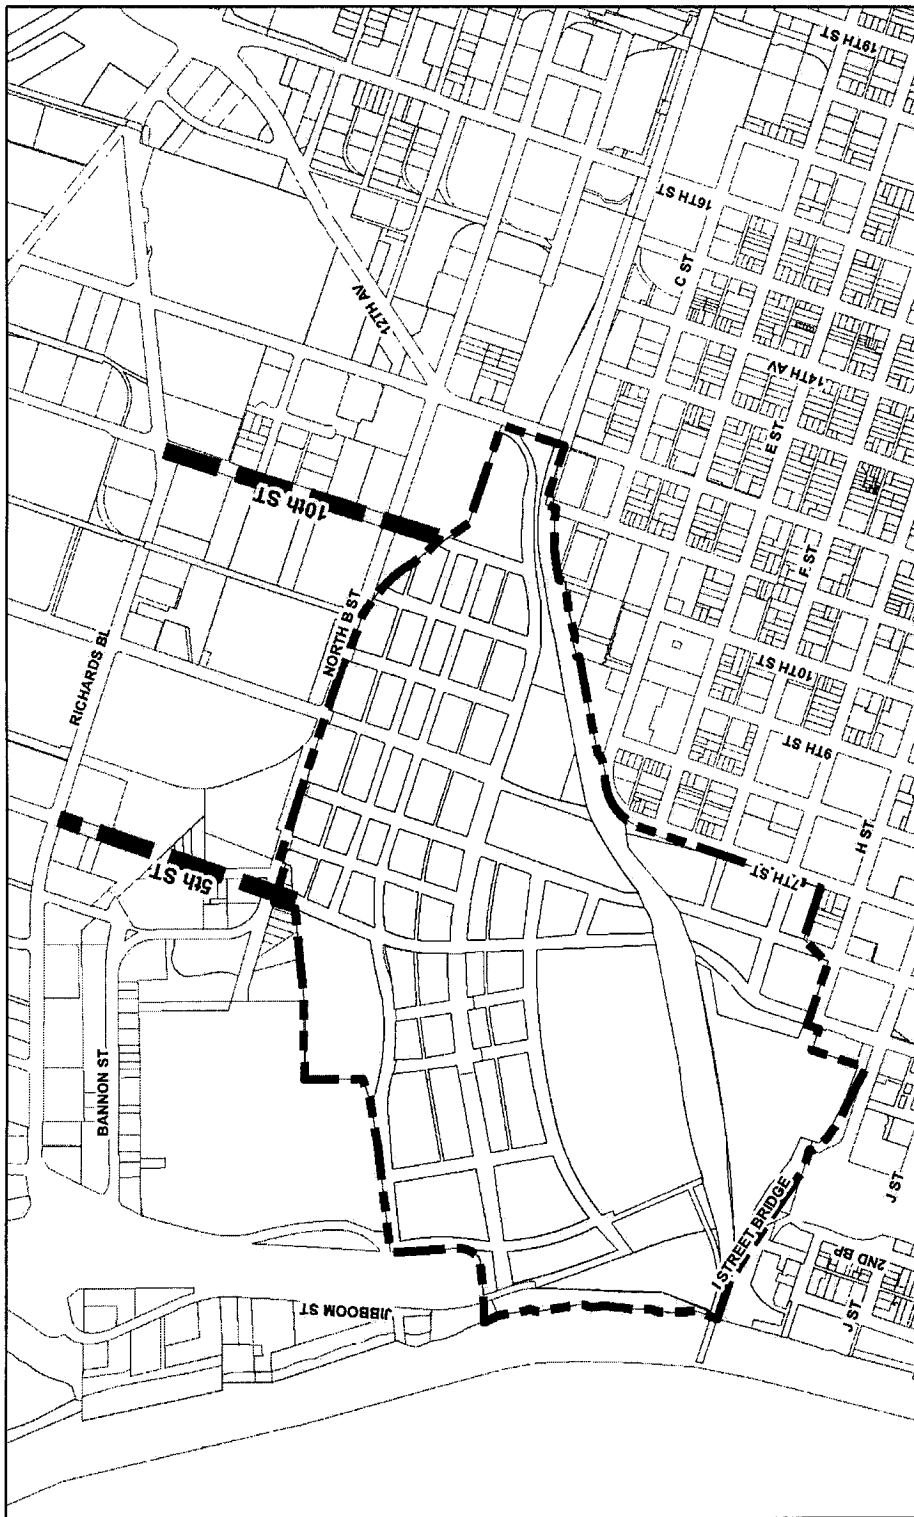 19TH ST
16TH ST
C ST
12TH AV
14TH AV
E ST
10th ST
F ST
NORTH B ST
10TH ST
RICHARDS BL
9TH ST
5th ST
H ST
7TH ST
BANNON ST
J ST
I STREET BRIDGE
2ND BP
JIBBOOM ST
J ST